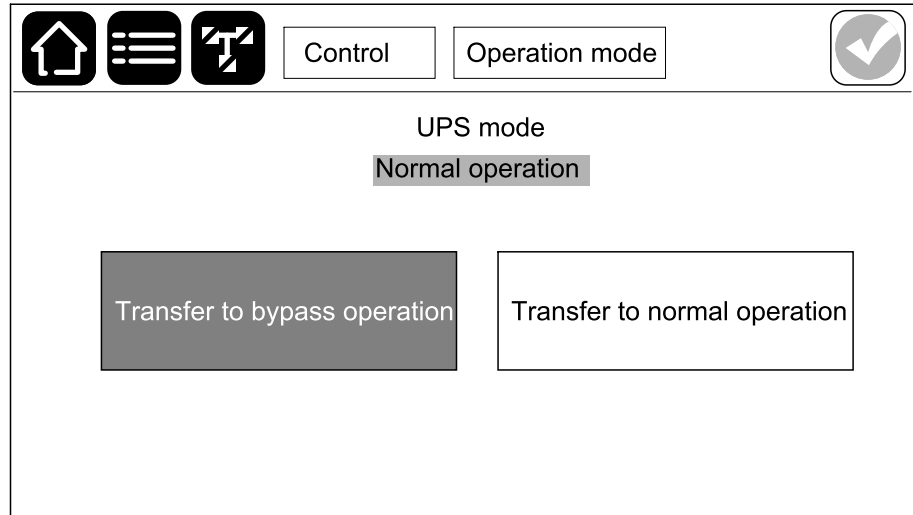 Control
Operation mode
UPS mode
Normal operation
Transfer to bypass operation
Transfer to normal operation